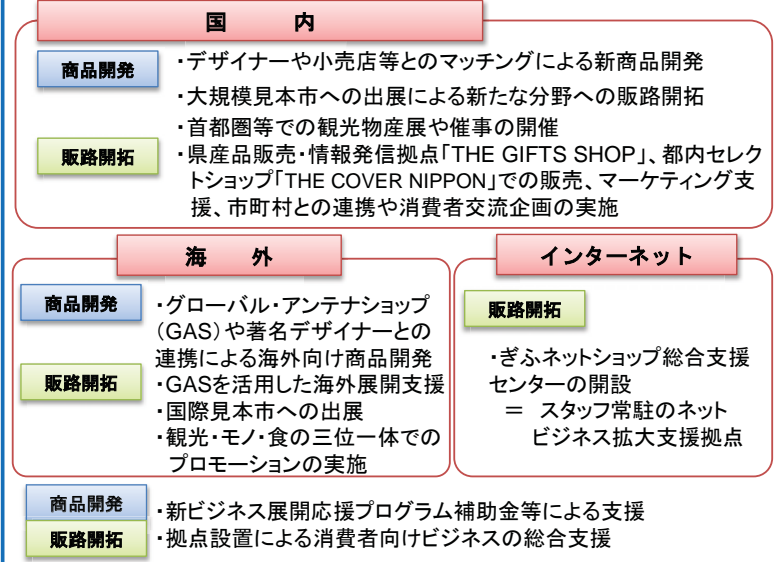 国　内
商品開発
・デザイナーや小売店等とのマッチングによる新商品開発
・大規模見本市への出展による新たな分野への販路開拓
販路開拓
・首都圏等での観光物産展や催事の開催
・県産品販売・情報発信拠点「THE GIFTS SHOP」、都内セレク
トショップ「THE COVER NIPPON」での販売、マーケティング支
援、市町村との連携や消費者交流企画の実施
海　外
商品開発
・グローバル・アンテナショップ
（GAS）や著名デザイナーとの
連携による海外向け商品開発
販路開拓
・GASを活用した海外展開支援
・国際見本市への出展
・観光・モノ・食の三位一体での
プロモーションの実施
インターネット
販路開拓
・ぎふネットショップ総合支援
センターの開設
＝ スタッフ常駐のネット
ビジネス拡大支援拠点
商品開発
販路開拓
・新ビジネス展開応援プログラム補助金等による支援
・拠点設置による消費者向けビジネスの総合支援